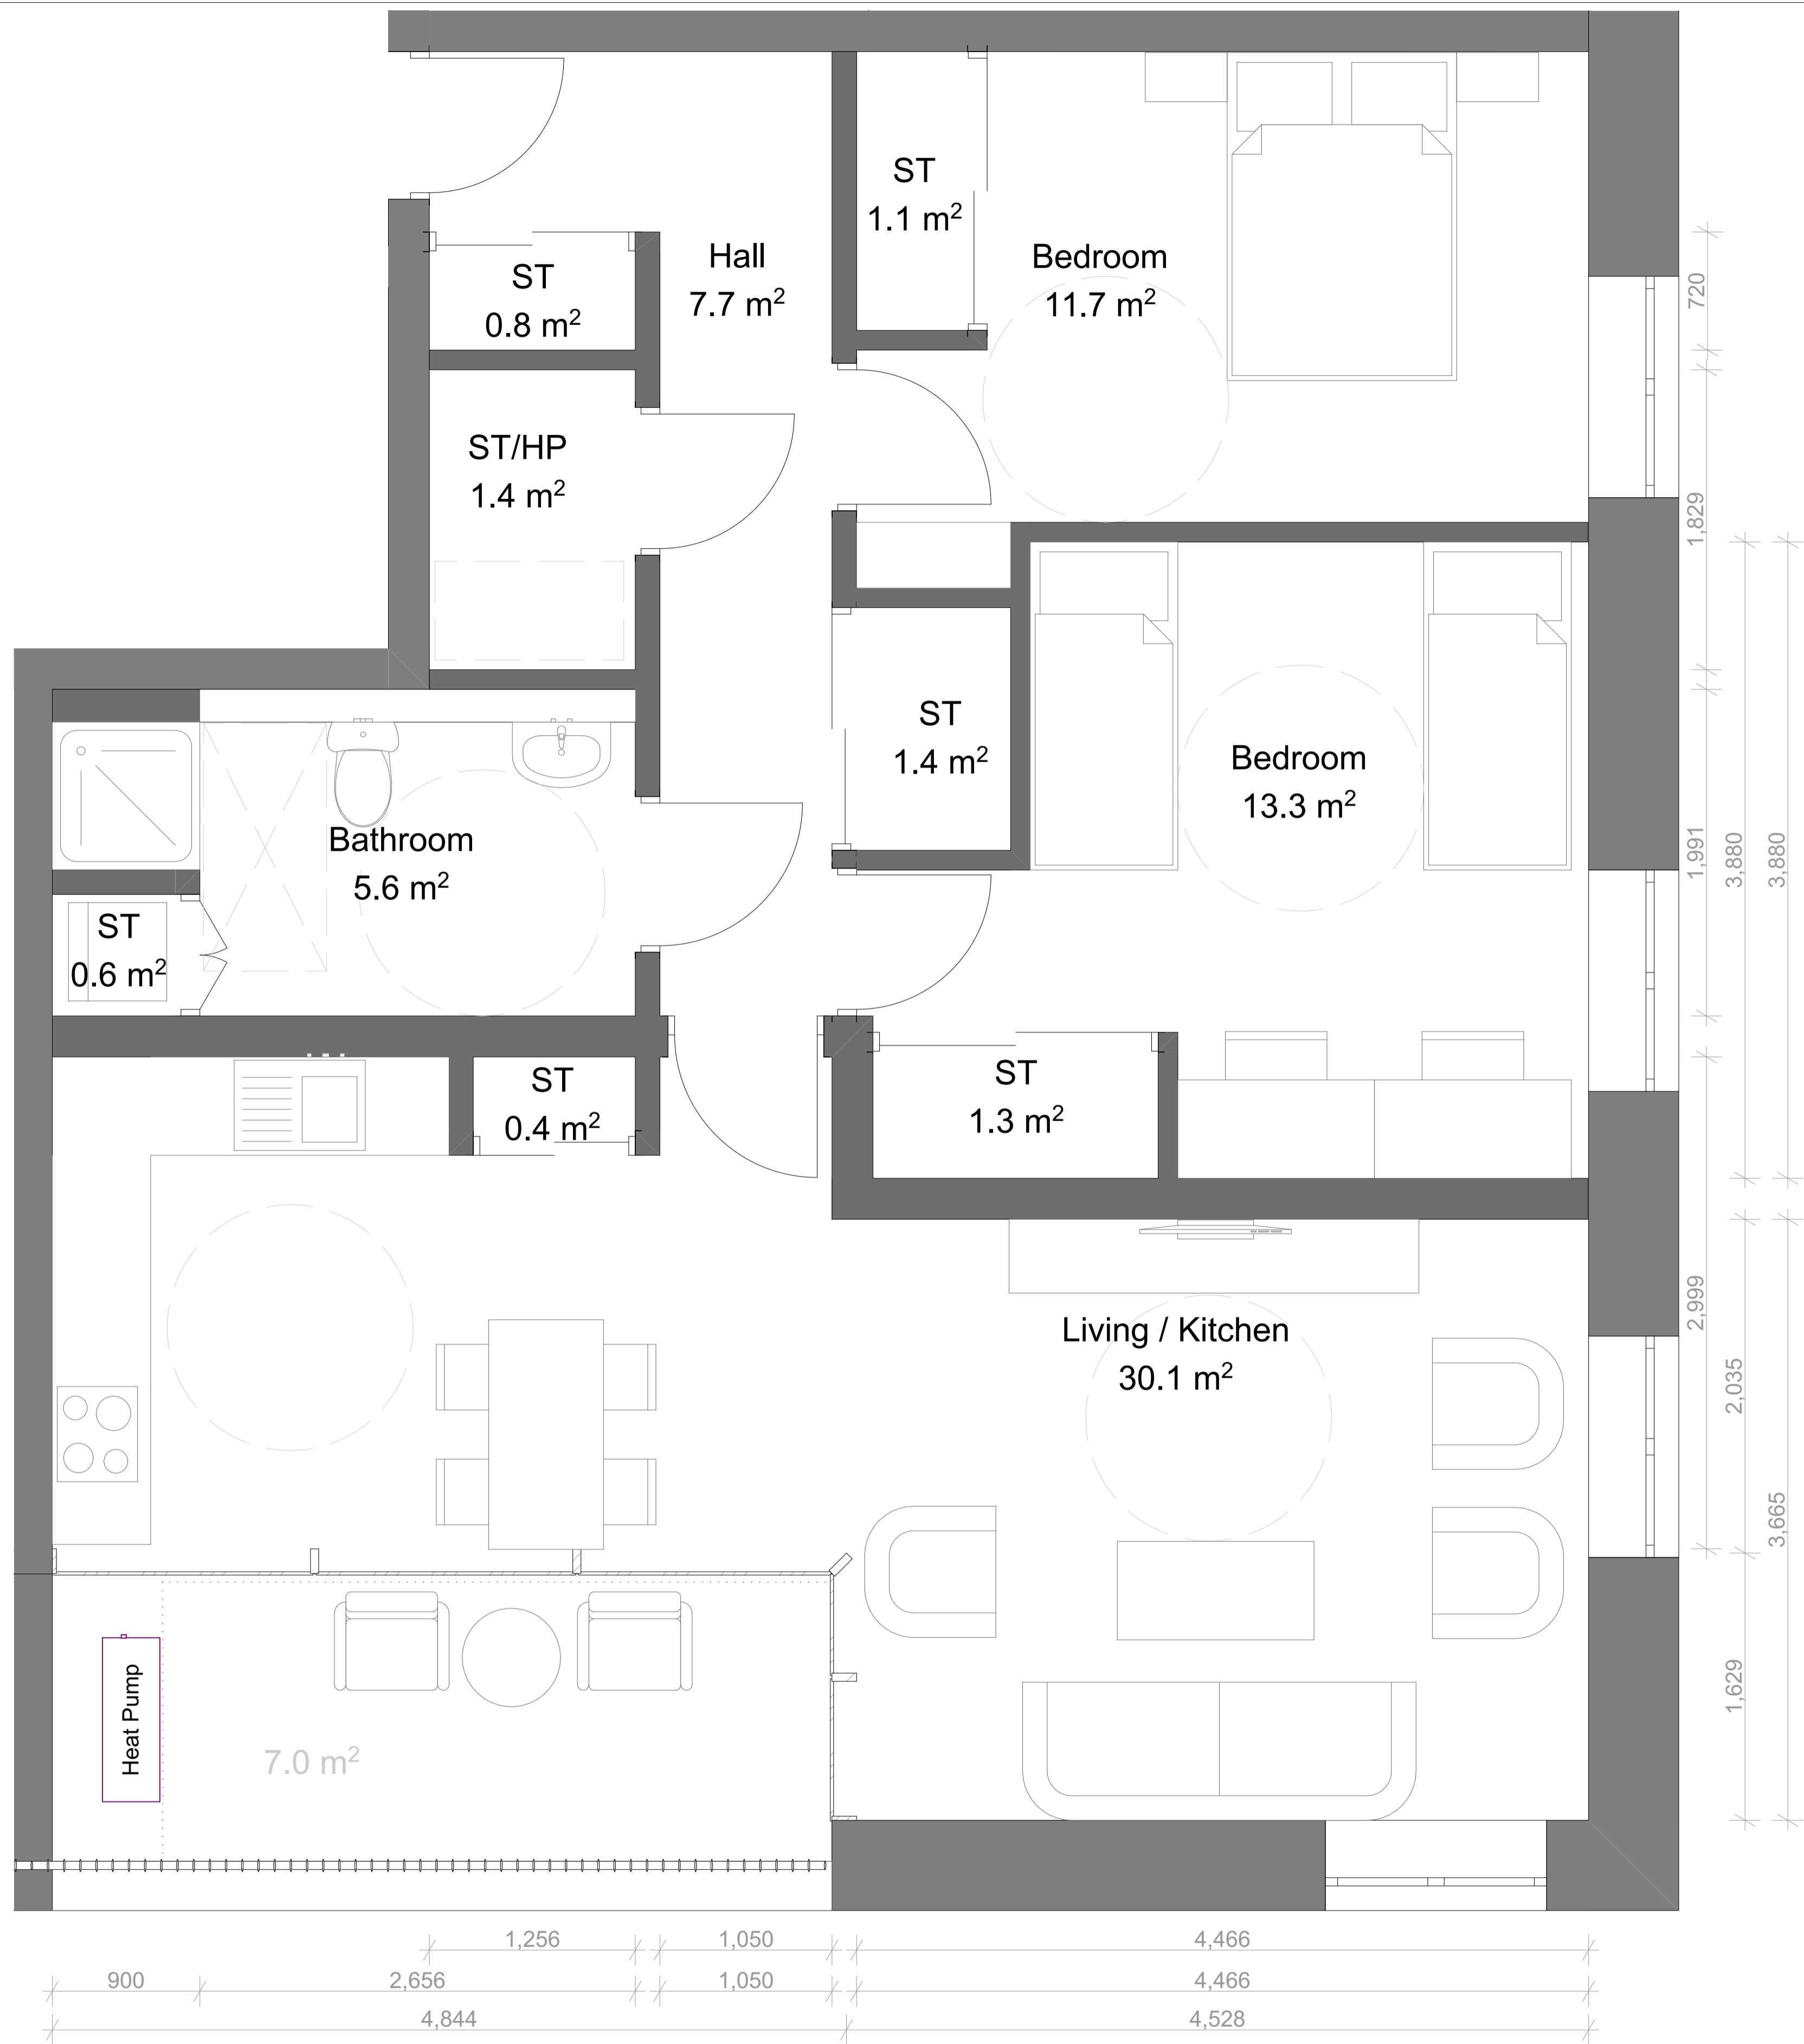 ST
1.1 m²
Hall
7.7 m²
Bedroom
11.7 m²
ST
0.8 m²
720
ST/HP
1.4 m²
1,829
ST
1.4 m²
Bedroom
13.3 m²
Bathroom
5.6 m²
1,991
3,880
3,880
ST
0.6 m²
ST
0.4 m²
ST
1.3 m²
Living / Kitchen
30.1 m²
2,999
2,035
3,665
Heat Pump
7.0 m²
1,629
1,256
1,050
4,466
900
2,656
1,050
4,466
4,844
4,528